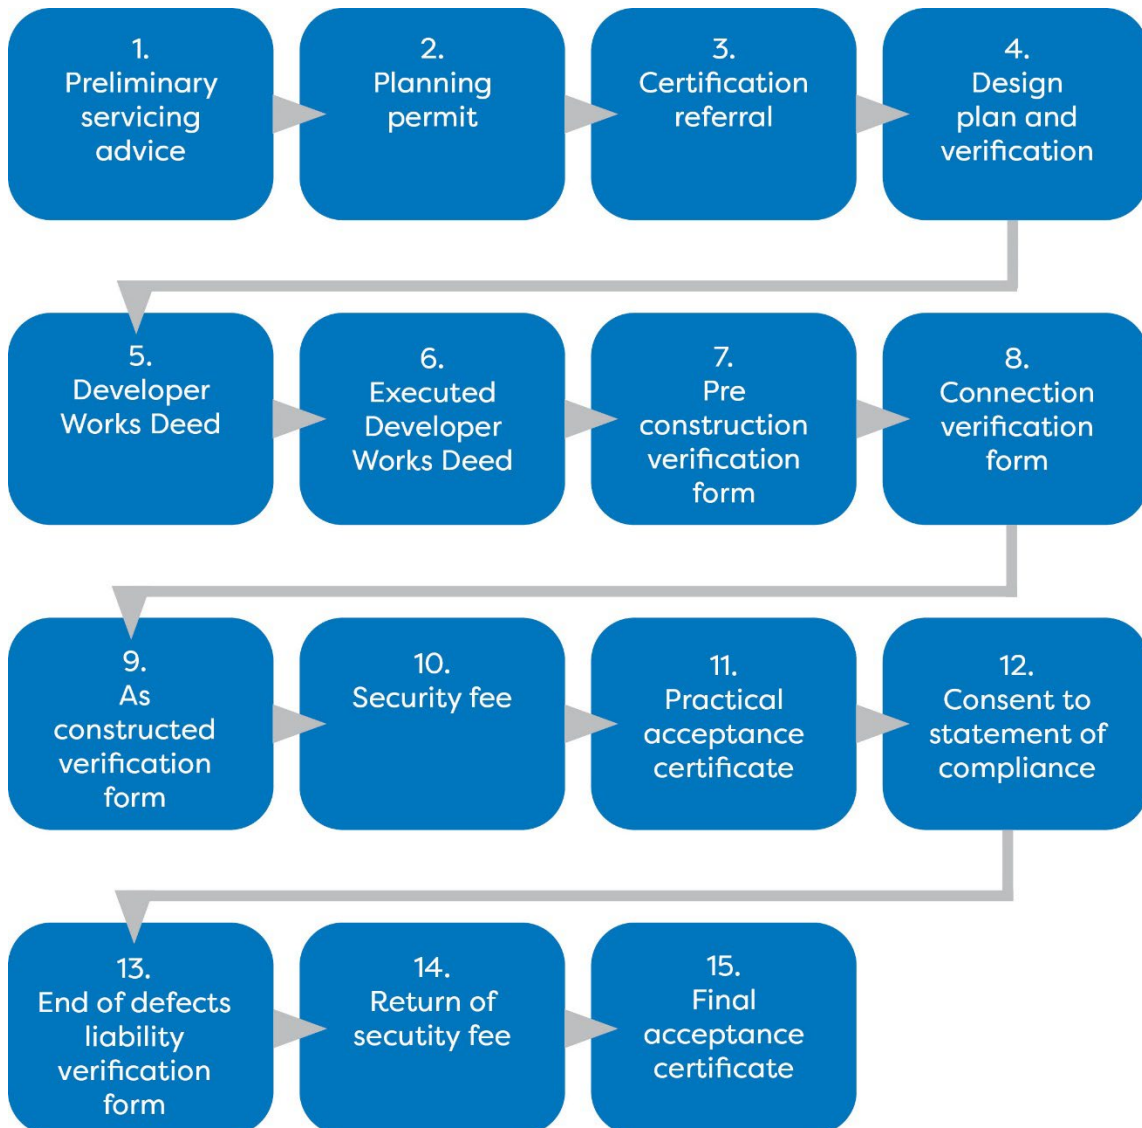 1.
Preliminary
servicing
advice
2.
Planning
permit
3.
Certification
referral
4.
Design
plan and
verification
5.
Developer
Works Deed
6.
Executed
Developer
Works Deed
7.
Pre
construction
verification
form
8.
Connection
verification
form
9.
As
constructed
verification
form
10.
Security fee
11.
Practical
acceptance
certificate
12.
Consent to
statement of
compliance
13.
End of defects
liability
verification
form
14.
Return of
secutity fee
15.
Final
acceptance
certificate